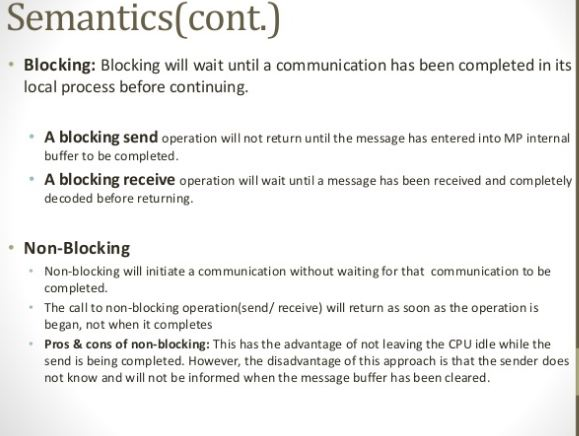 Semantics(cont.)
• Blocking: Blocking will wait until a communication has been completed in its
local process before continuing.
• A blocking send operation will not return until the message has entered into MP internal
buffer to be completed.
• A blocking receive operation will wait until a message has been received and completely
decoded before returning.
• Non-Blocking
• Non-blocking will initiate a communication without waiting for that communication to be
completed.
• The call to non-blocking operation(send/ receive) will return as soon as the operation is
began, not when it completes
• Pros & cons of non-blocking: This has the advantage of not leaving the CPU idle while the
send is being completed. However, the disadvantage of this approach is that the sender does
not know and will not be informed when the message buffer has been cleared.